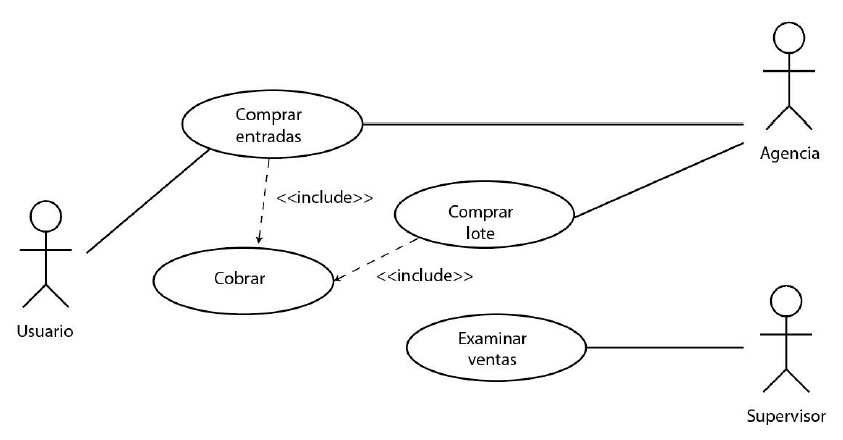 Comprar
entradas
Agencia
<<include>>
Comprar
lote
Cobrar
<<include>>
Usuario
Examinar
ventas
Supervisor